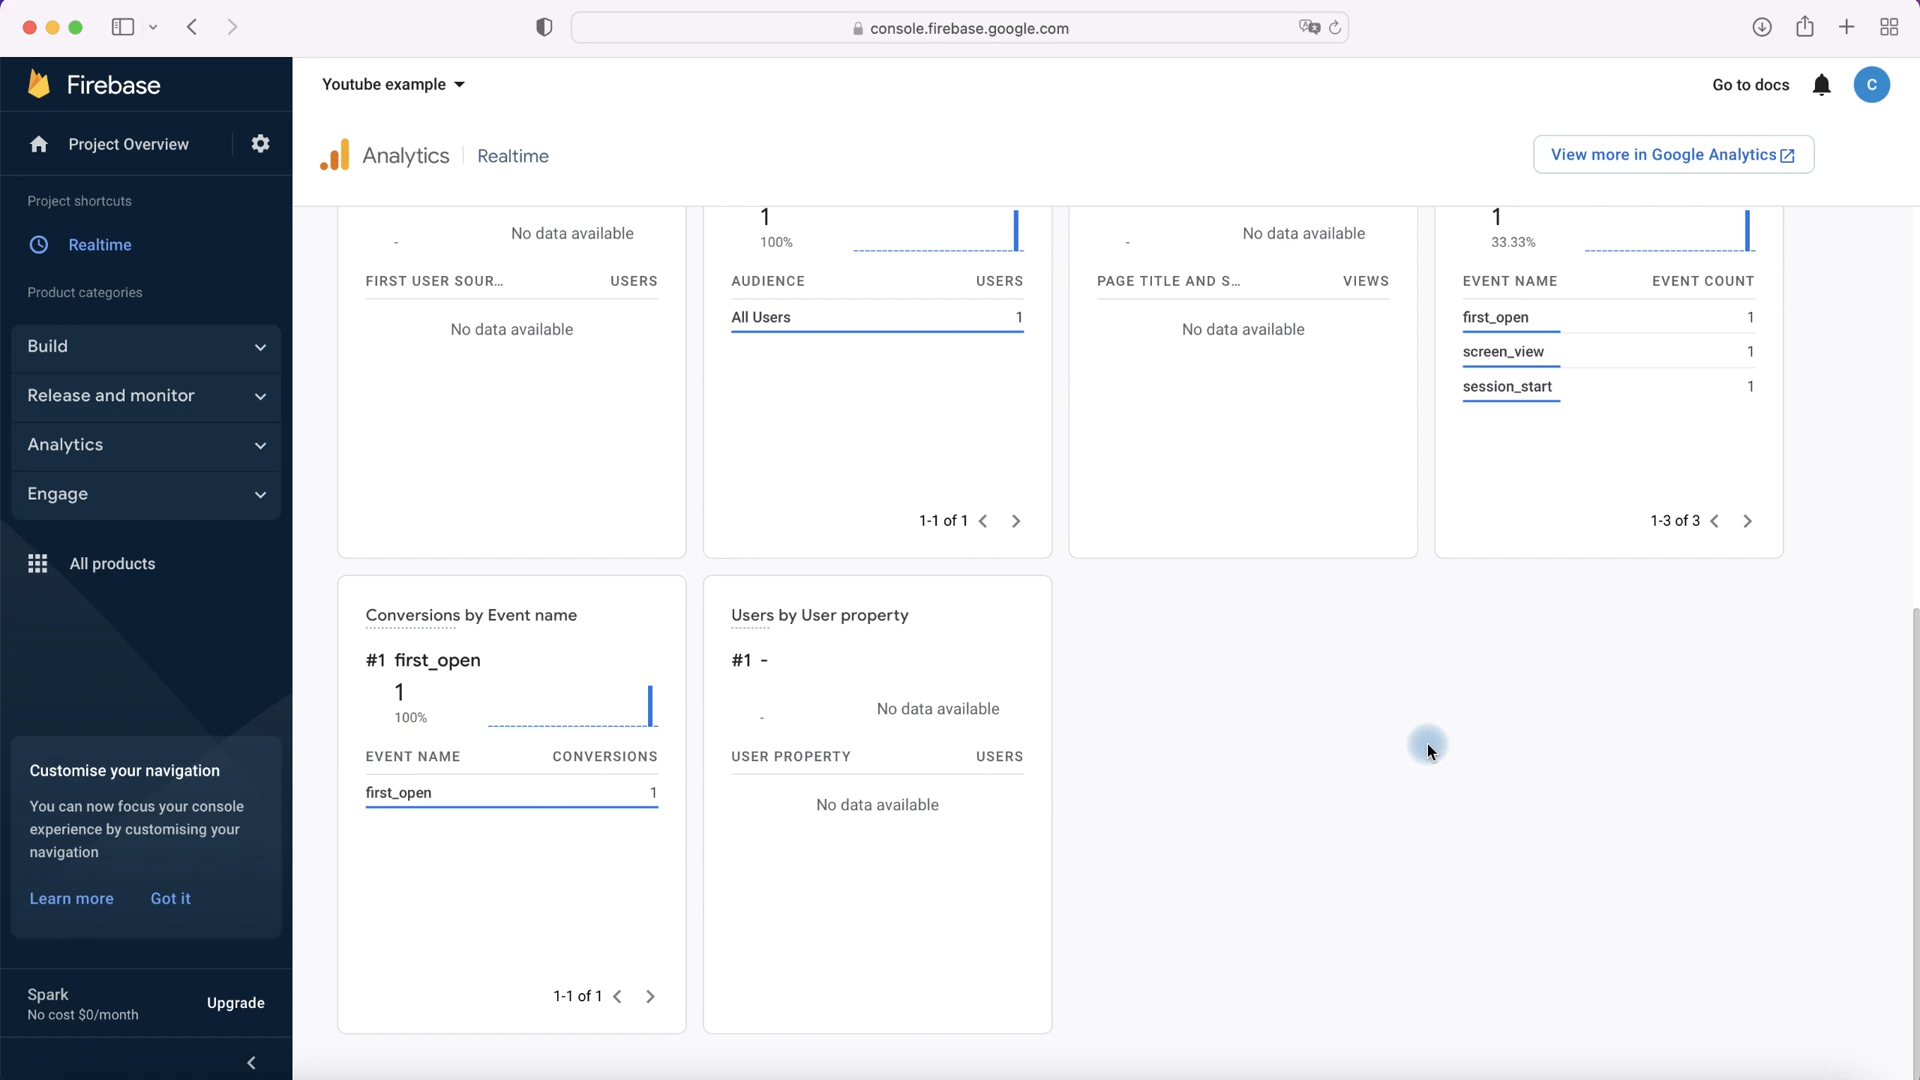 console.firebase.google.com
Firebase
Youtube example
Go to docs
C
Project Overview
Analytics
Realtime
View more in Google Analytics
Project shortcuts
Realtime
Product categories
Build
Release and monitor
Analytics
Engage
All products
Customise your navigation
You can now focus your console
experience by customising your
navigation
Learn more
Got it
Spark
No cost $0/month
Upgrade
-
No data available
FIRST USER SOUR...
USERS
No data available
1
100%
AUDIENCE
USERS
All Users
1
1-1 of 1
-
No data available
PAGE TITLE AND S...
VIEWS
No data available
1
33.33%
EVENT NAME
EVENT COUNT
first_open
1
screen_view
1
session_start
1
1-3 of 3
Conversions by Event name
#1 first_open
1
100%
EVENT NAME
CONVERSIONS
first_open
1
1-1 of 1
Users by User property
#1 -
-
No data available
USER PROPERTY
USERS
No data available